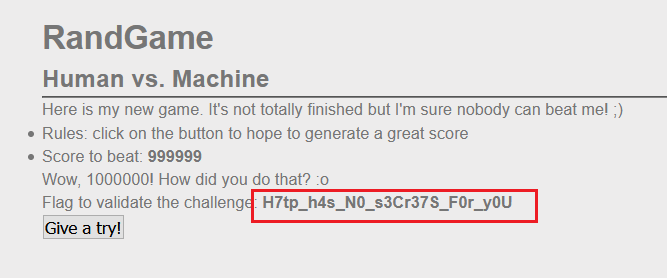 RandGame
Human vs. Machine
Here is my new game. It's not totally finished but I'm sure nobody can beat me! ;)
Rules: click on the button to hope to generate a great score
Score to beat: 999999
Wow, 1000000! How did you do that? :o
Flag to validate the challenge: H7tp_h4s_N0_s3Cr37S_F0r_y0U
Give a try!